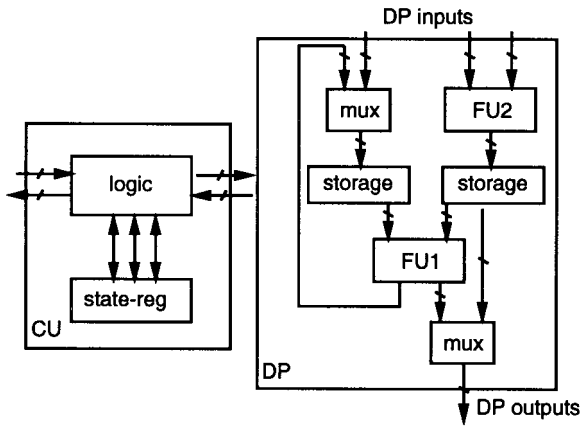 DP inputs
mux
FU2
logic
storage
storage
FU1
state-reg
CU
mux
DP
DP outputs